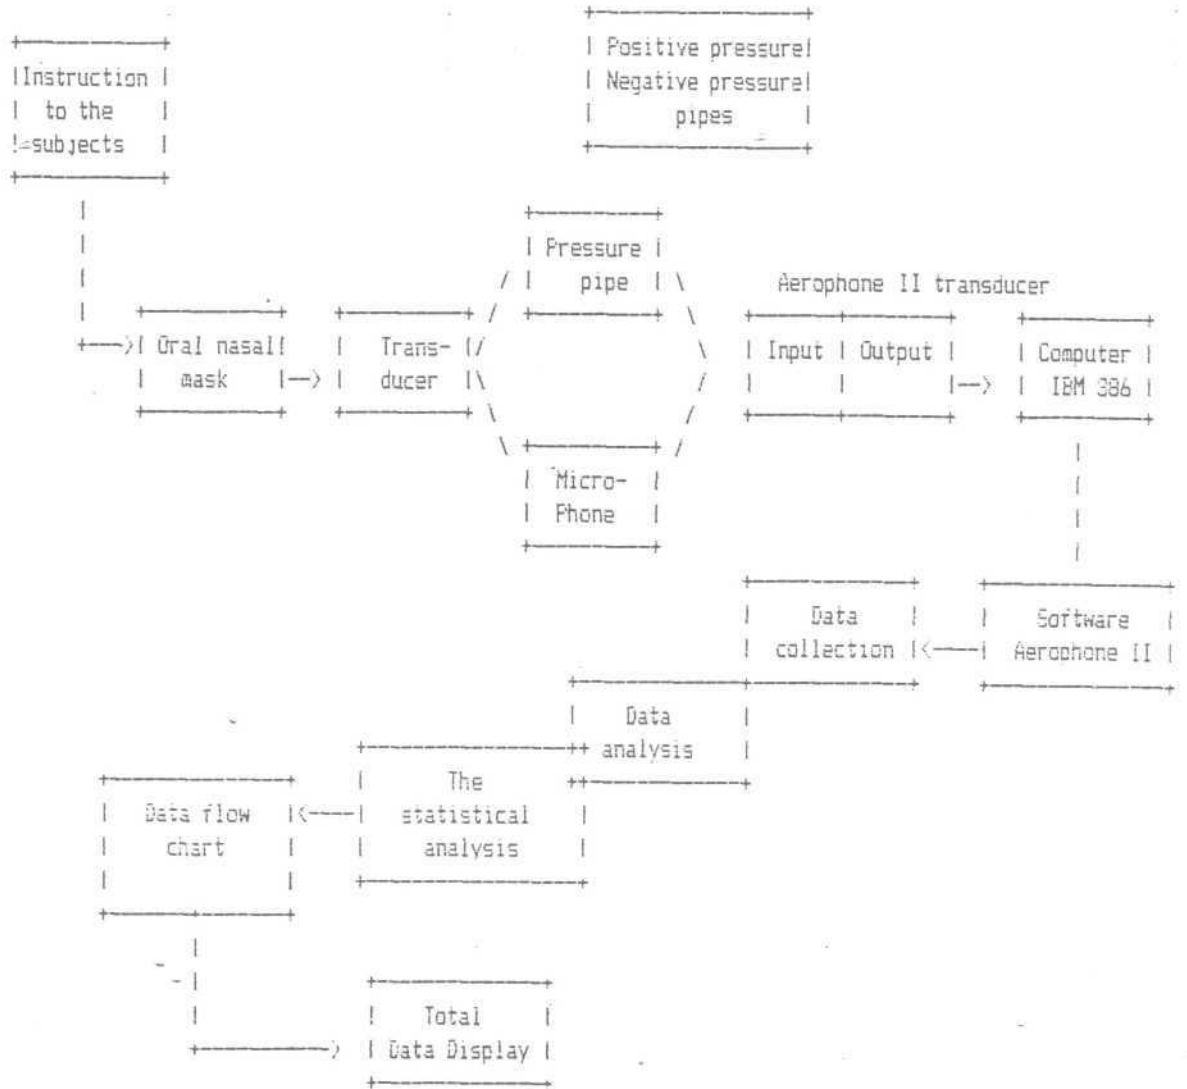 Positive pressure
Negative pressure
pipes
Instruction
to the
subjects
Pressure
pipe
Aerophone II transducer
Oral nasal
mask
Trans-
ducer
Input
Output
Computer
IBM 386
Micro-
Phone
Data
collection
Software
Aerophone II
Data
analysis
The
statistical
analysis
Data flow
chart
Total
Data Display